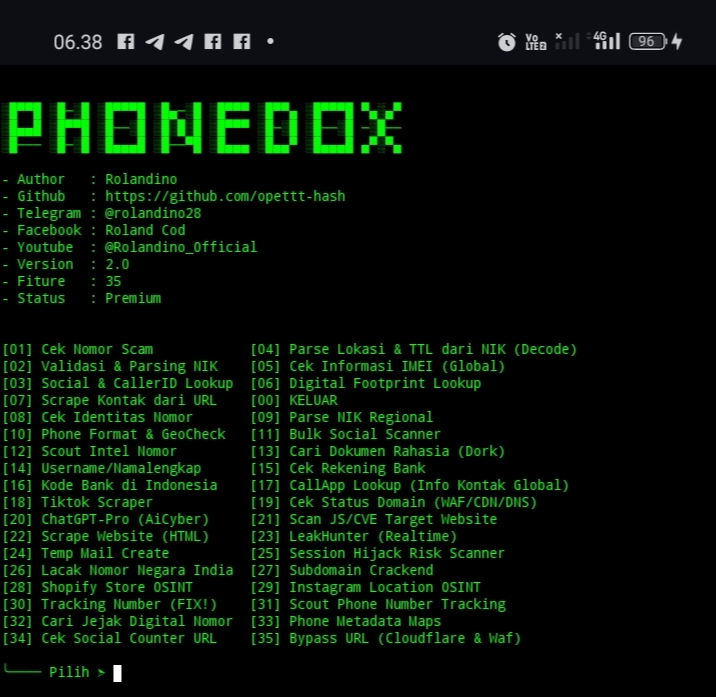 06.38
Vo LTE2
4G
96
PHONEDOX
- Author : Rolandino
- Github : https://github.com/opettt-hash
- Telegram : @rolandino28
- Facebook : Roland Cod
- Youtube : @Rolandino_Official
- Version : 2.0
- Fiture : 35
- Status : Premium
[01] Cek Nomor Scam [04] Parse Lokasi & TTL dari NIK (Decode)
[02] Validasi & Parsing NIK [05] Cek Informasi IMEI (Global)
[03] Social & CallerID Lookup [06] Digital Footprint Lookup
[07] Scrape Kontak dari URL [00] KELUAR
[08] Cek Identitas Nomor [09] Parse NIK Regional
[10] Phone Format & GeoCheck [11] Bulk Social Scanner
[12] Scout Intel Nomor [13] Cari Dokumen Rahasia (Dork)
[14] Username/Namalengkap [15] Cek Rekening Bank
[16] Kode Bank di Indonesia [17] CallApp Lookup (Info Kontak Global)
[18] Tiktok Scraper [19] Cek Status Domain (WAF/CDN/DNS)
[20] ChatGPT-Pro (AiCyber) [21] Scan JS/CVE Target Website
[22] Scrape Website (HTML) [23] LeakHunter (Realtime)
[24] Temp Mail Create [25] Session Hijack Risk Scanner
[26] Lacak Nomor Negara India [27] Subdomain Crackend
[28] Shopify Store OSINT [29] Instagram Location OSINT
[30] Tracking Number (FIX!) [31] Scout Phone Number Tracking
[32] Cari Jejak Digital Nomor [33] Phone Metadata Maps
[34] Cek Social Counter URL [35] Bypass URL (Cloudflare & Waf)
╰──── Pilih ➣